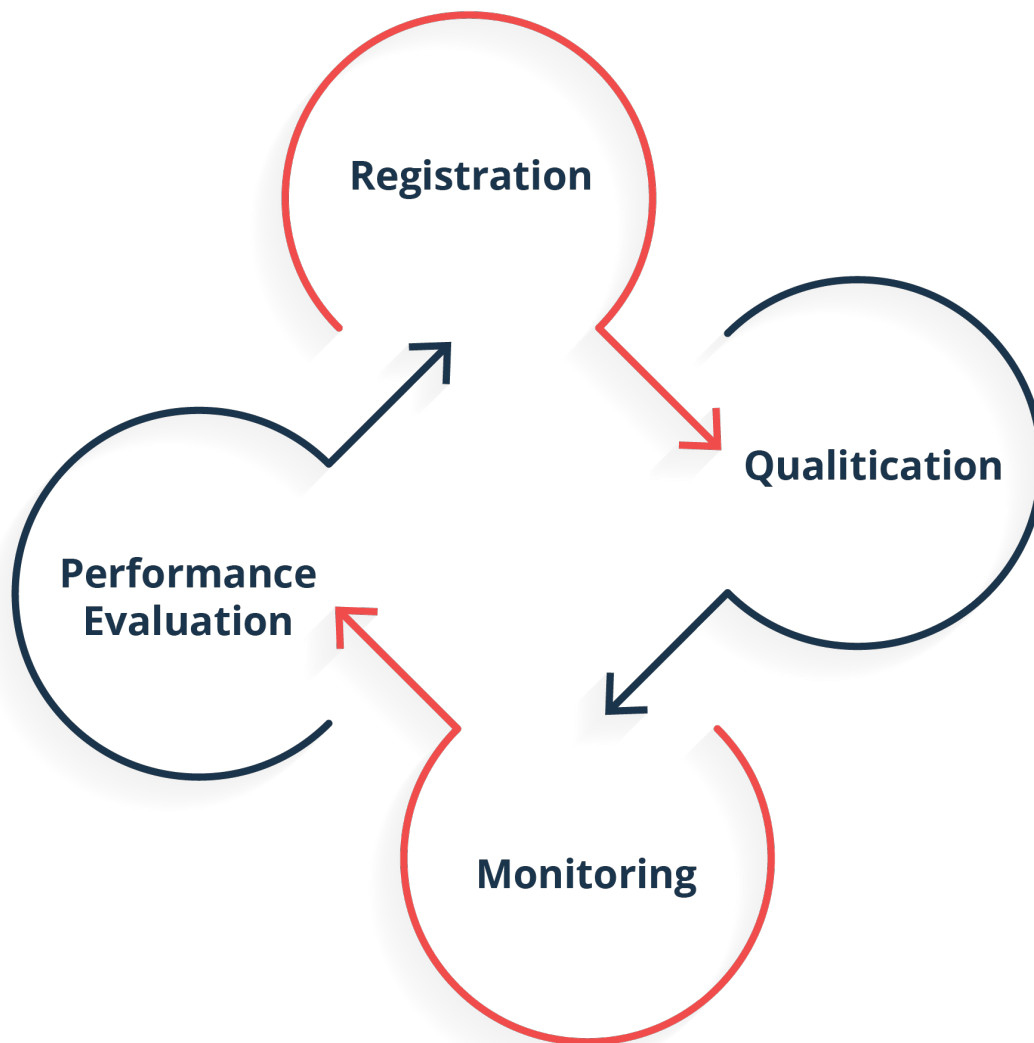 Registration
Qualitication
Performance
Evaluation
Monitoring